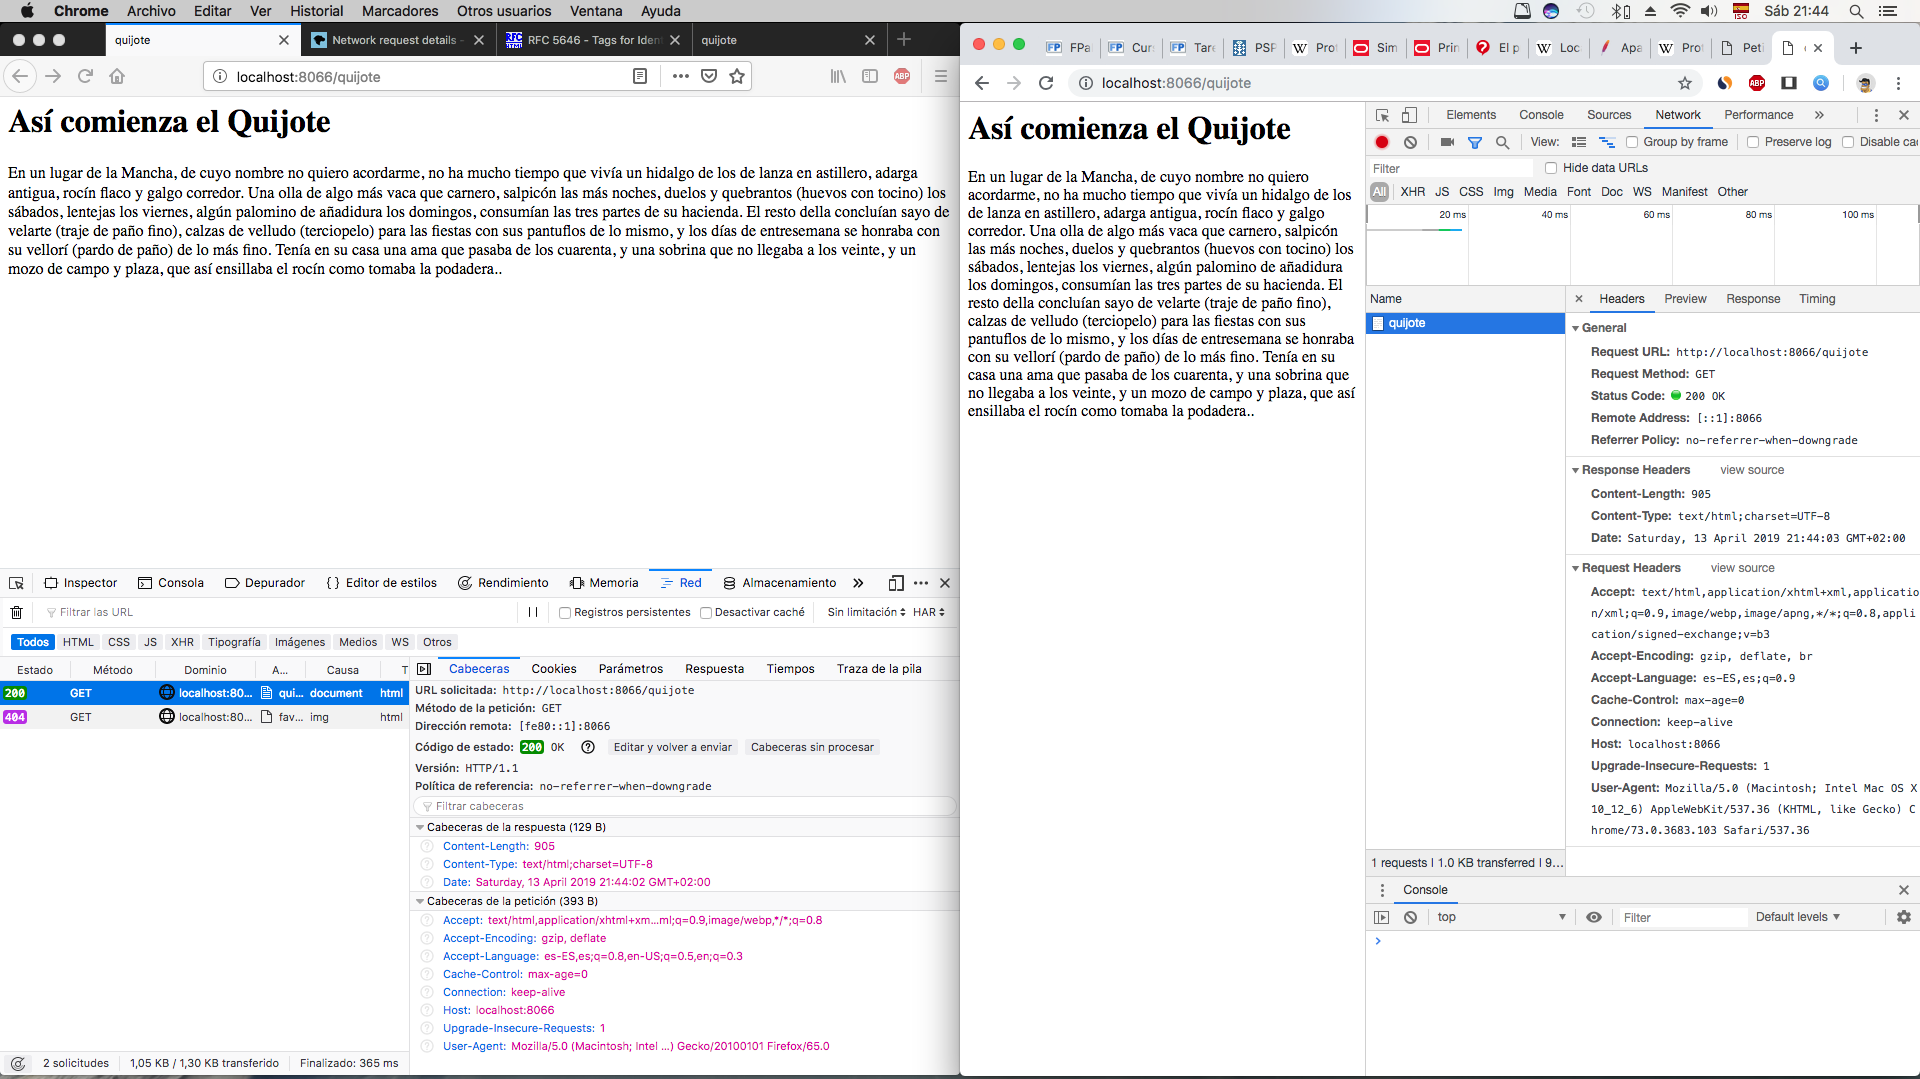 Chrome Archivo Editar Ver Historial Marcadores Otros usuarios Ventana Ayuda
ISO Sáb 21:44
quijote
Network request details -
RFC 5646 - Tags for Iden
quijote
localhost:8066/quijote
ABP
Así comienza el Quijote
En un lugar de la Mancha, de cuyo nombre no quiero acordarme, no ha mucho tiempo que vivía un hidalgo de los de lanza en astillero, adarga
antigua, rocín flaco y galgo corredor. Una olla de algo más vaca que carnero, salpicón las más noches, duelos y quebrantos (huevos con tocino) los
sábados, lentejas los viernes, algún palomino de añadidura los domingos, consumían las tres partes de su hacienda. El resto della concluían sayo de
velarte (traje de paño fino), calzas de velludo (terciopelo) para las fiestas con sus pantuflos de lo mismo, y los días de entresemana se honraba con
su vellorí (pardo de paño) de lo más fino. Tenía en su casa una ama que pasaba de los cuarenta, y una sobrina que no llegaba a los veinte, y un
mozo de campo y plaza, que así ensillaba el rocín como tomaba la podadera..
Inspector Consola Depurador Editor de estilos Rendimiento Memoria Red Almacenamiento
Filtrar las URL Registros persistentes Desactivar caché Sin limitación HAR
Todos HTML CSS JS XHR Tipografía Imágenes Medios WS Otros
Estado Método Dominio A... Causa T
200 GET localhost:80... qui... document html
404 GET localhost:80... fav... img html
Cabeceras Cookies Parámetros Respuesta Tiempos Traza de la pila
URL solicitada: http://localhost:8066/quijote
Método de la petición: GET
Dirección remota: [fe80::1]:8066
Código de estado: 200 OK Editar y volver a enviar Cabeceras sin procesar
Versión: HTTP/1.1
Política de referencia: no-referrer-when-downgrade
Filtrar cabeceras
Cabeceras de la respuesta (129 B)
Content-Length: 905
Content-Type: text/html;charset=UTF-8
Date: Saturday, 13 April 2019 21:44:02 GMT+02:00
Cabeceras de la petición (393 B)
Accept: text/html,application/xhtml+xm...ml;q=0.9,image/webp,*/*;q=0.8
Accept-Encoding: gzip, deflate
Accept-Language: es-ES,es;q=0.8,en-US;q=0.5,en;q=0.3
Cache-Control: max-age=0
Connection: keep-alive
Host: localhost:8066
Upgrade-Insecure-Requests: 1
User-Agent: Mozilla/5.0 (Macintosh; Intel ...) Gecko/20100101 Firefox/65.0
2 solicitudes 1,05 KB / 1,30 KB transferido Finalizado: 365 ms
FPa Cur Tare PSP Prot Sim Prin El p Loc Apa Prot Peti
localhost:8066/quijote
ABP
Así comienza el Quijote
En un lugar de la Mancha, de cuyo nombre no quiero
acordarme, no ha mucho tiempo que vivía un hidalgo de los
de lanza en astillero, adarga antigua, rocín flaco y galgo
corredor. Una olla de algo más vaca que carnero, salpicón
las más noches, duelos y quebrantos (huevos con tocino) los
sábados, lentejas los viernes, algún palomino de añadidura
los domingos, consumían las tres partes de su hacienda. El
resto della concluían sayo de velarte (traje de paño fino),
calzas de velludo (terciopelo) para las fiestas con sus
pantuflos de lo mismo, y los días de entresemana se honraba
con su vellorí (pardo de paño) de lo más fino. Tenía en su
casa una ama que pasaba de los cuarenta, y una sobrina que
no llegaba a los veinte, y un mozo de campo y plaza, que así
ensillaba el rocín como tomaba la podadera..
Elements Console Sources Network Performance
View: Group by frame Preserve log Disable cac
Filter Hide data URLs
All XHR JS CSS Img Media Font Doc WS Manifest Other
20 ms 40 ms 60 ms 80 ms 100 ms
Name
quijote
Headers Preview Response Timing
General
Request URL: http://localhost:8066/quijote
Request Method: GET
Status Code: 200 OK
Remote Address: [::1]:8066
Referrer Policy: no-referrer-when-downgrade
Response Headers view source
Content-Length: 905
Content-Type: text/html;charset=UTF-8
Date: Saturday, 13 April 2019 21:44:03 GMT+02:00
Request Headers view source
Accept: text/html,application/xhtml+xml,applicatio
n/xml;q=0.9,image/webp,image/apng,*/*;q=0.8,appli
cation/signed-exchange;v=b3
Accept-Encoding: gzip, deflate, br
Accept-Language: es-ES,es;q=0.9
Cache-Control: max-age=0
Connection: keep-alive
Host: localhost:8066
Upgrade-Insecure-Requests: 1
User-Agent: Mozilla/5.0 (Macintosh; Intel Mac OS X
10_12_6) AppleWebKit/537.36 (KHTML, like Gecko) C
hrome/73.0.3683.103 Safari/537.36
1 requests | 1.0 KB transferred | 9...
Console
top Filter Default levels